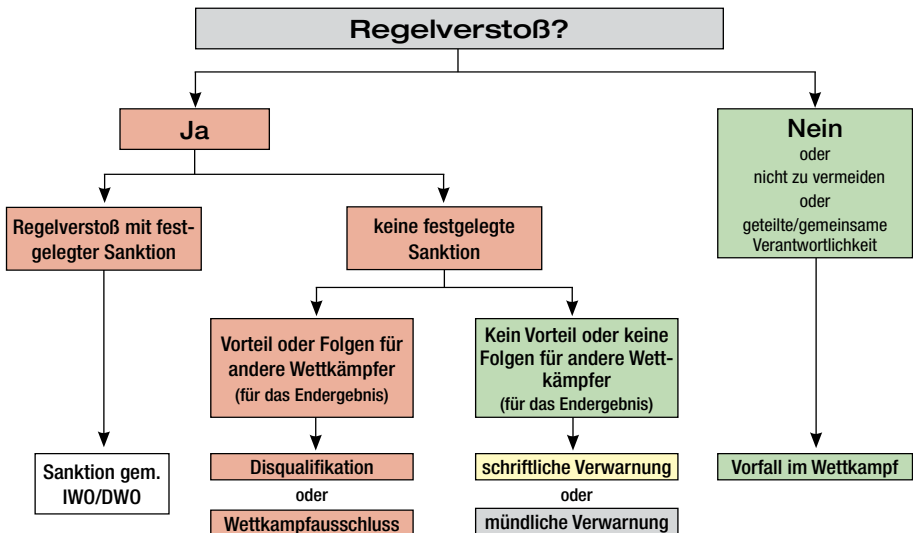 Regelverstoß?
Ja
Nein
oder
nicht zu vermeiden
oder
geteilte/gemeinsame
Verantwortlichkeit
Regelverstoß mit fest-
gelegter Sanktion
keine festgelegte
Sanktion
Vorteil oder Folgen für
andere Wettkämpfer
(für das Endergebnis)
Kein Vorteil oder keine
Folgen für andere Wett-
kämpfer
(für das Endergebnis)
Sanktion gem.
IWO/DWO
Disqualifikation
oder
Wettkampfausschluss
schriftliche Verwarnung
oder
mündliche Verwarnung
Vorfall im Wettkampf